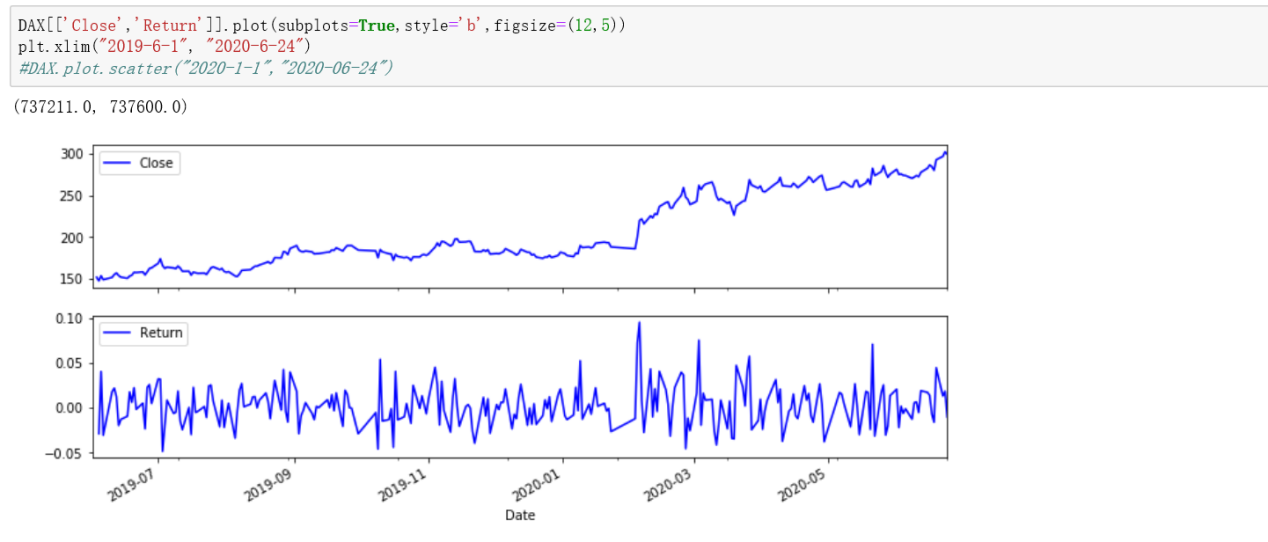 DAX[['Close','Return']].plot(subplots=True,style='b',figsize=(12,5))
plt.xlim("2019-6-1", "2020-6-24")
#DAX.plot.scatter("2020-1-1","2020-06-24")
(737211.0, 737600.0)
300
250
200
150
Close
0.10
0.05
0.00
−0.05
Return
2019-07
2019-09
2019-11
2020-01
2020-03
2020-05
Date